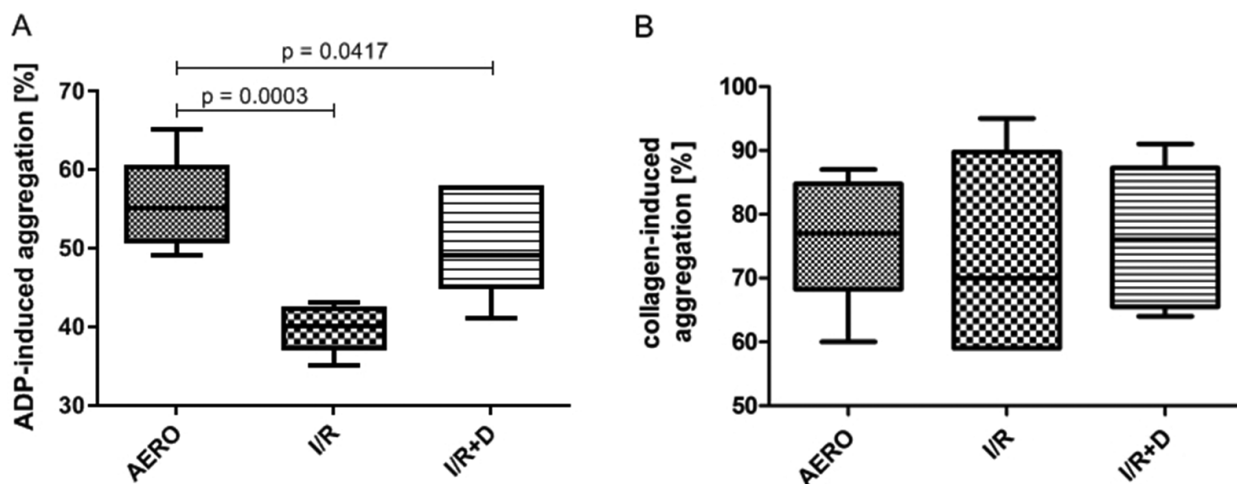 A
p = 0.0417
p = 0.0003
ADP-induced aggregation [%]
70
60
50
40
30
AERO
I/R
I/R+D
B
collagen-induced
aggregation [%]
100
90
80
70
60
50
AERO
I/R
I/R+D